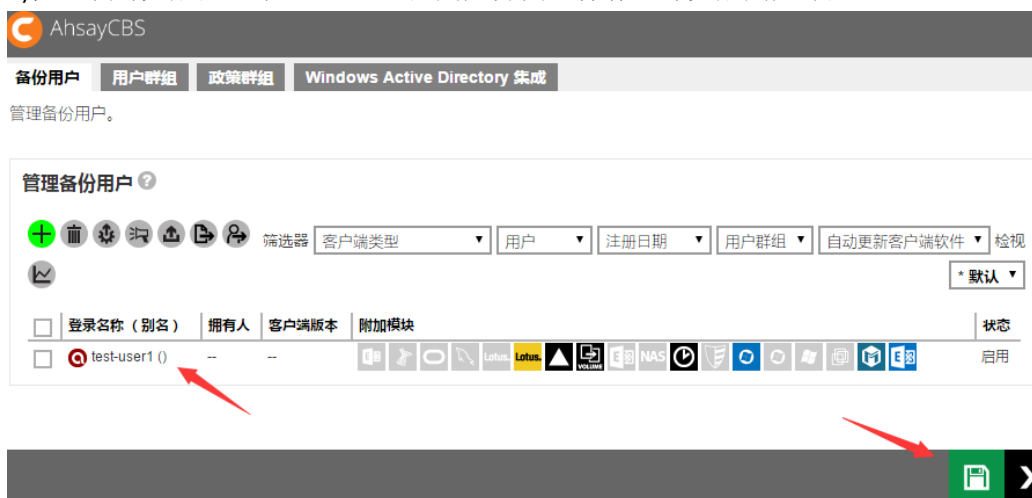 AhsayCBS
备份用户 用户群组 政策群组 Windows Active Directory 集成
管理备份用户。
管理备份用户 ?
筛选器 客户端类型 用户 注册日期 用户群组 自动更新客户端软件 检视
* 默认
登录名称（别名） 拥有人 客户端版本 附加模块 状态
test-user1 () -- -- Lotus. Lotus. VOLUME NAS 启用